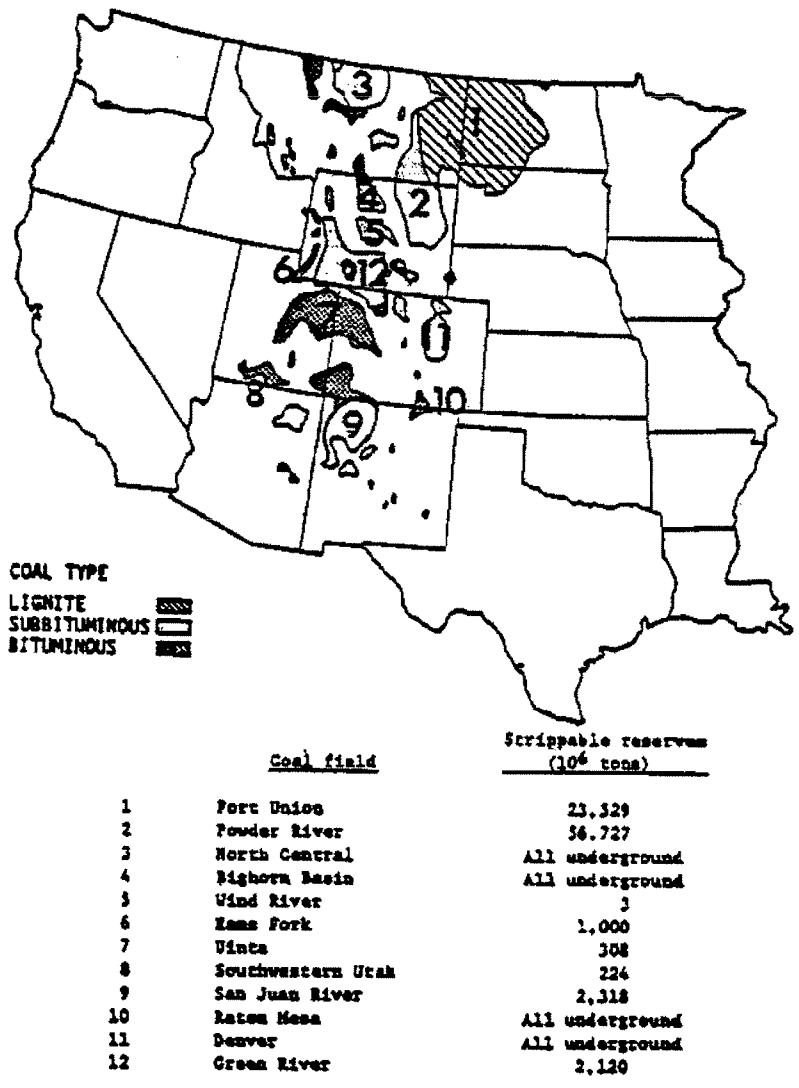 3
1
4
2
5
6
12
7
11
8
10
9
COAL TYPE
LIGNITE
SUBBITUMINOUS
BITUMINOUS
Strippable reserves
Coal field (10⁶ tons)
1 Fort Union 23,529
2 Powder River 56.727
3 North Central All underground
4 Bighorn Basin All underground
5 Wind River 3
6 Hams Fork 1,000
7 Uinta 308
8 Southwestern Utah 224
9 San Juan River 2,318
10 Raton Mesa All underground
11 Denver All underground
12 Green River 2,120